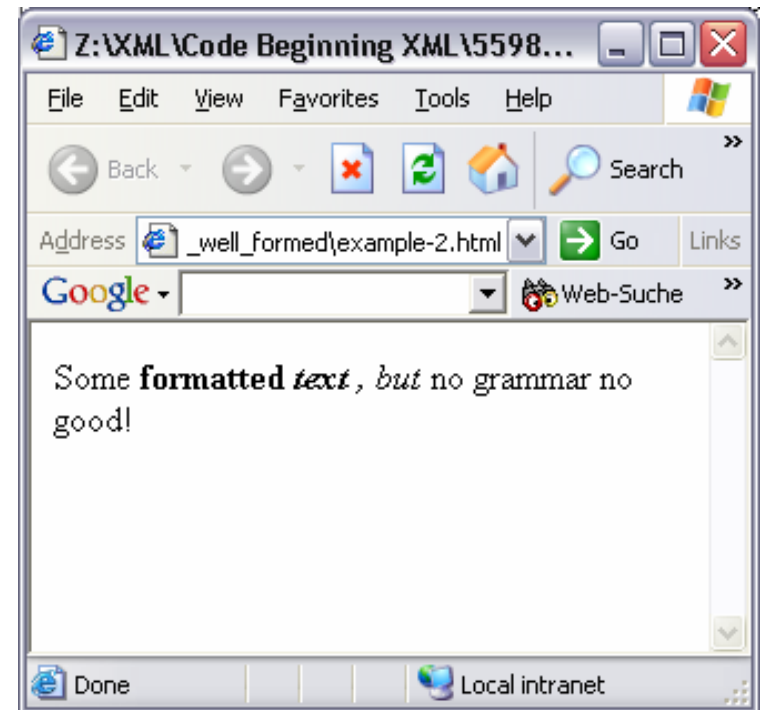 Z:\XML\Code Beginning XML\5598...
File Edit View Favorites Tools Help
Back Search »
Address _well_formed\example-2.html Go Links
Google Web-Suche »
Some formatted text , but no grammar no
good!
Done Local intranet